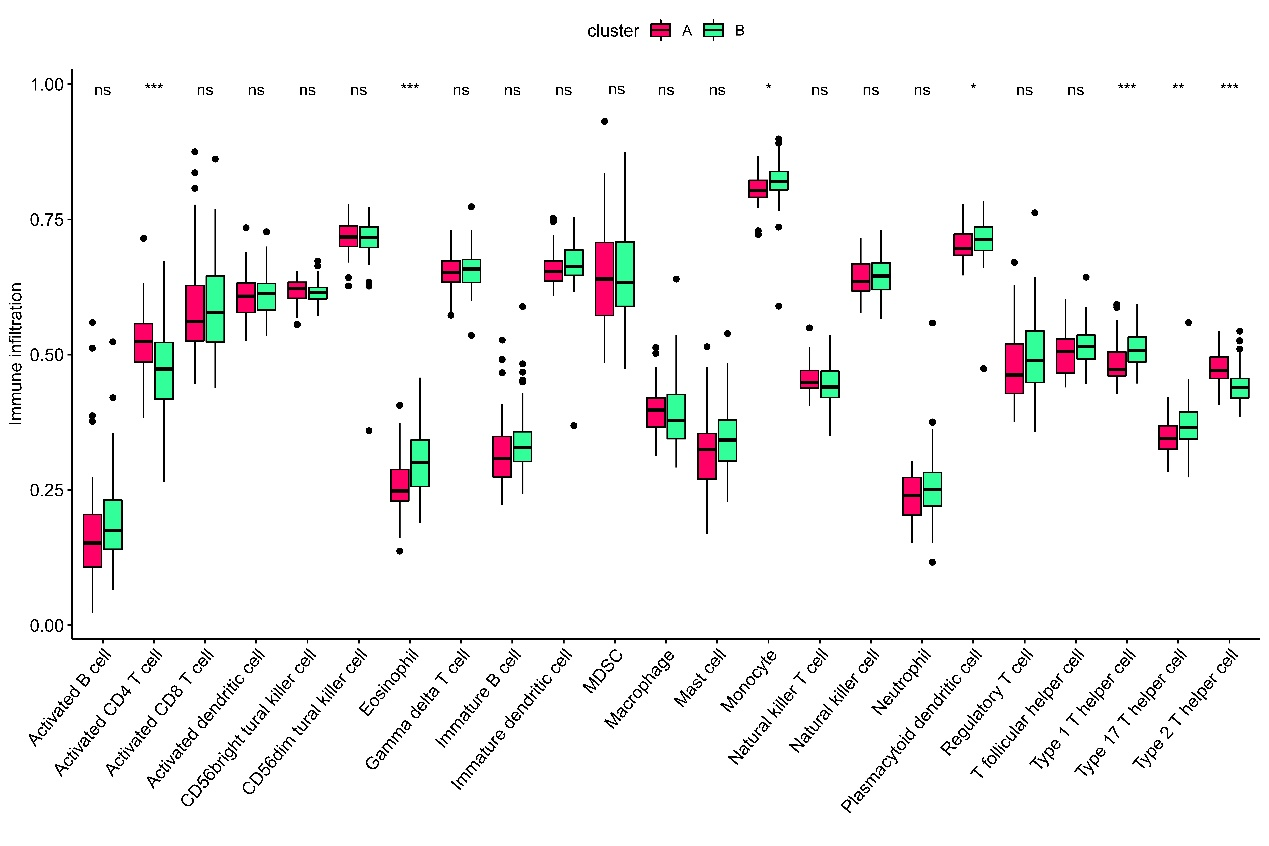 cluster A B
1.00
0.75
0.50
0.25
0.00
Immune infiltration
ns *** ns ns ns ns *** ns ns ns ns ns ns * ns ns ns * ns ns *** ** ***
Activated B cell
Activated CD4 T cell
Activated CD8 T cell
Activated dendritic cell
CD56bright tural killer cell
CD56dim tural killer cell
Eosinophil
Gamma delta T cell
Immature B cell
Immature dendritic cell
MDSC
Macrophage
Mast cell
Monocyte
Natural killer T cell
Natural killer cell
Neutrophil
Plasmacytoid dendritic cell
Regulatory T cell
T follicular helper cell
Type 1 T helper cell
Type 17 T helper cell
Type 2 T helper cell